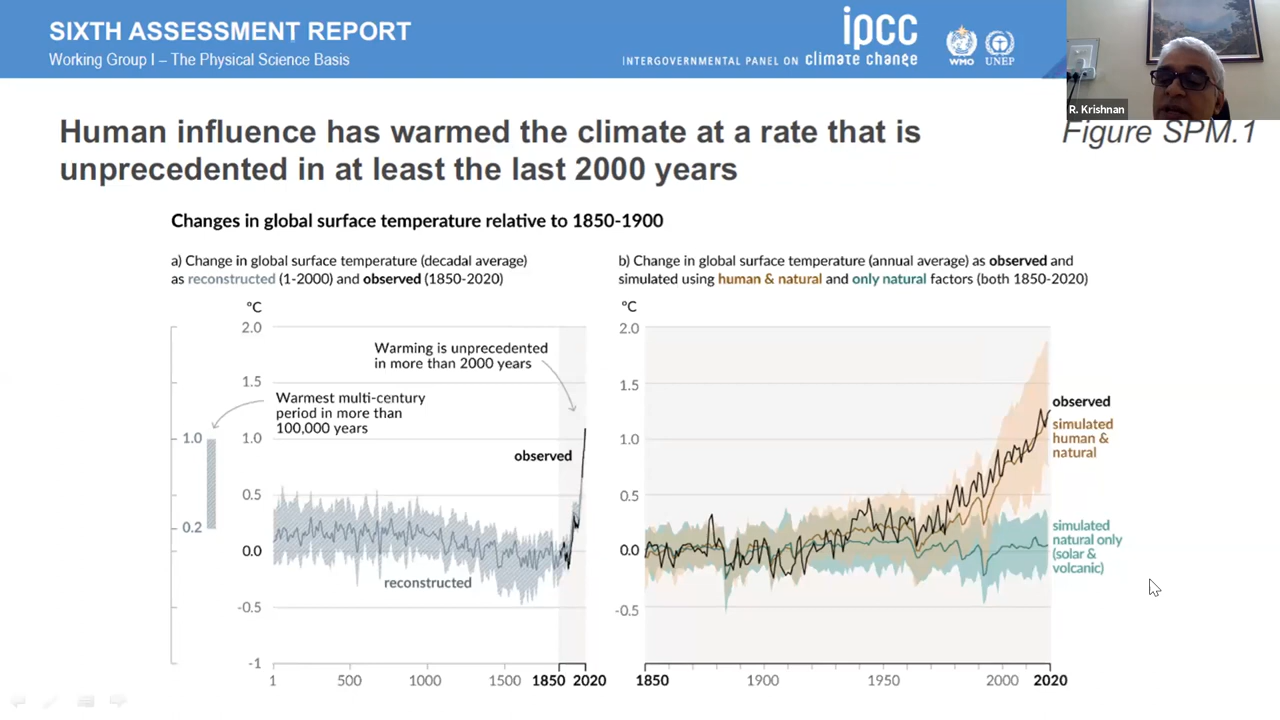 SIXTH ASSESSMENT REPORT
Working Group I – The Physical Science Basis
ipcc
INTERGOVERNMENTAL PANEL ON climate change
WMO
UNEP
R. Krishnan
Human influence has warmed the climate at a rate that is
unprecedented in at least the last 2000 years
Figure SPM.1
Changes in global surface temperature relative to 1850-1900
a) Change in global surface temperature (decadal average)
as reconstructed (1-2000) and observed (1850-2020)
ºC
2.0
1.5
1.0
0.5
0.0
-0.5
-1
1.0
0.2
Warming is unprecedented
in more than 2000 years
Warmest multi-century
period in more than
100,000 years
observed
reconstructed
1
500
1000
1500
1850
2020
b) Change in global surface temperature (annual average) as observed and
simulated using human & natural and only natural factors (both 1850-2020)
ºC
2.0
1.5
1.0
0.5
0.0
-0.5
observed
simulated
human &
natural
simulated
natural only
(solar &
volcanic)
1850
1900
1950
2000
2020